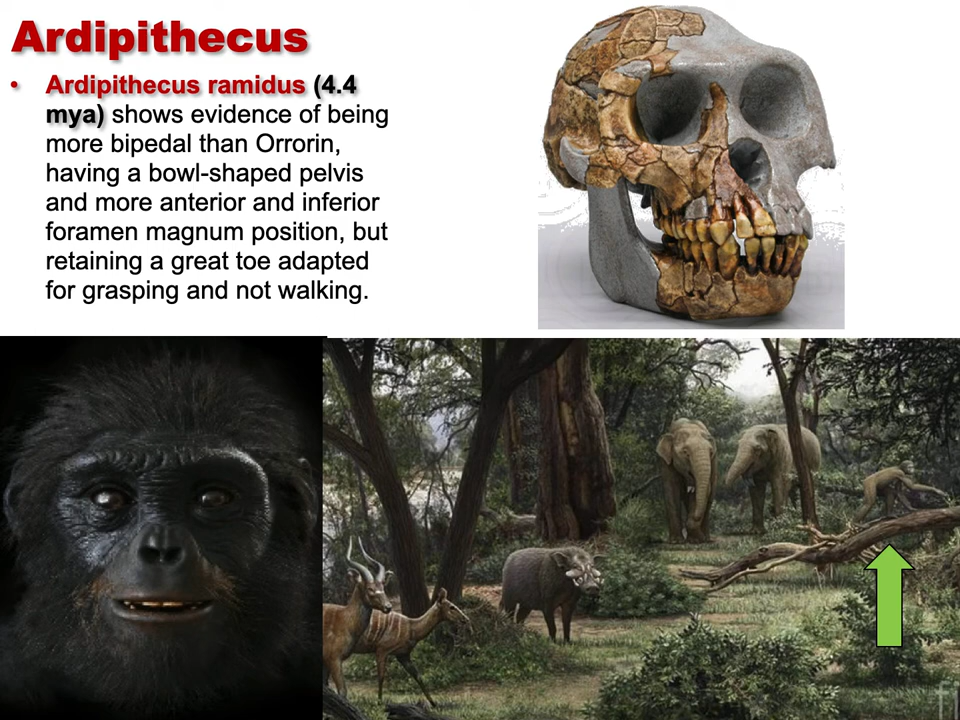 Ardipithecus
• Ardipithecus ramidus (4.4
mya) shows evidence of being
more bipedal than Orrorin,
having a bowl-shaped pelvis
and more anterior and inferior
foramen magnum position, but
retaining a great toe adapted
for grasping and not walking.